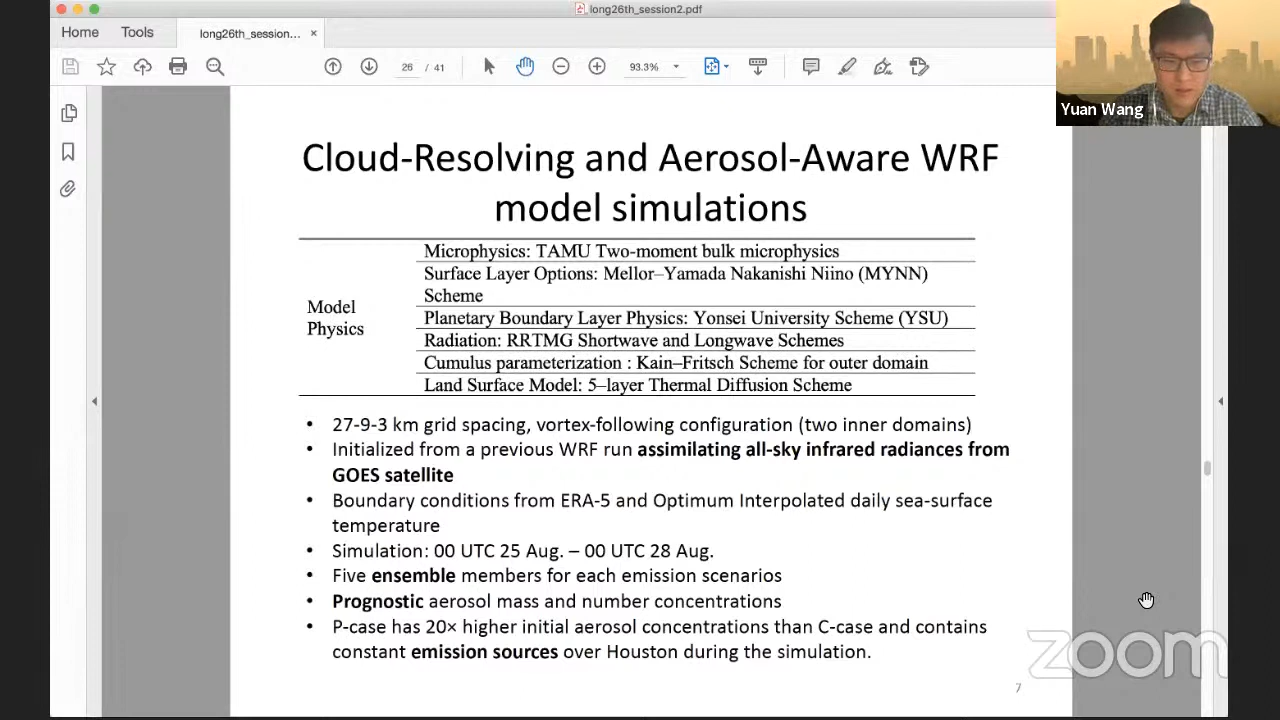 long26th_session2.pdf
Home
Tools
long26th_session...
26 / 41
93.3%
Yuan Wang
Cloud-Resolving and Aerosol-Aware WRF
model simulations
Model
Physics
Microphysics: TAMU Two-moment bulk microphysics
Surface Layer Options: Mellor–Yamada Nakanishi Niino (MYNN)
Scheme
Planetary Boundary Layer Physics: Yonsei University Scheme (YSU)
Radiation: RRTMG Shortwave and Longwave Schemes
Cumulus parameterization : Kain–Fritsch Scheme for outer domain
Land Surface Model: 5–layer Thermal Diffusion Scheme
• 27-9-3 km grid spacing, vortex-following configuration (two inner domains)
• Initialized from a previous WRF run assimilating all-sky infrared radiances from
GOES satellite
• Boundary conditions from ERA-5 and Optimum Interpolated daily sea-surface
temperature
• Simulation: 00 UTC 25 Aug. – 00 UTC 28 Aug.
• Five ensemble members for each emission scenarios
• Prognostic aerosol mass and number concentrations
• P-case has 20× higher initial aerosol concentrations than C-case and contains
constant emission sources over Houston during the simulation.
zoom
7